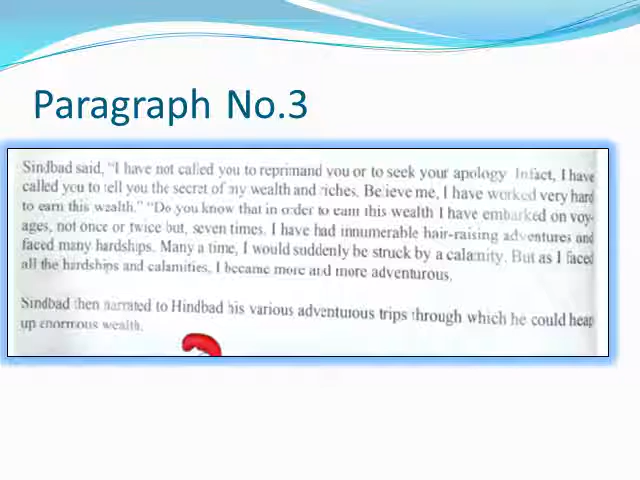 Paragraph No.3
Sindbad said, "I have not called you to reprimand you or to seek your apology. Infact, I have
called you to tell you the secret of my wealth and riches. Believe me, I have worked very hard
to earn this wealth." "Do you know that in order to earn this wealth I have embarked on voy-
ages, not once or twice but, seven times. I have had innumerable hair-raising adventures and
faced many hardships. Many a time, I would suddenly be struck by a calamity. But as I faced
all the hardships and calamities, I became more and more adventurous.
Sindbad then narrated to Hindbad his various adventurous trips through which he could heap
up enormous wealth.